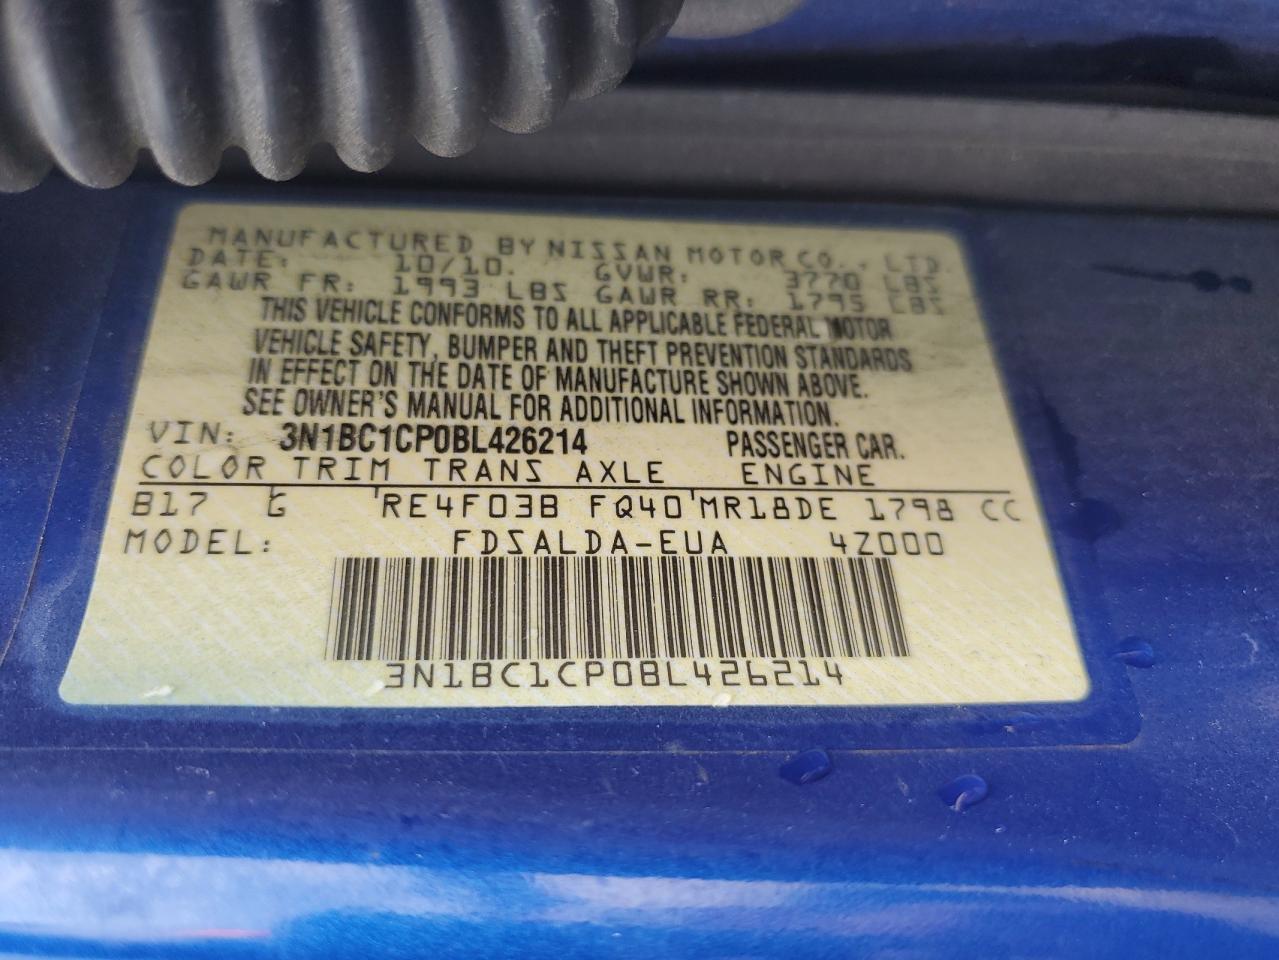 MANUFACTURED BY NISSAN MOTOR CO., LTD.
DATE: 10/10. GVWR: 3770 LBS
GAWR FR: 1993 LBS GAWR RR: 1795 LBS
THIS VEHICLE CONFORMS TO ALL APPLICABLE FEDERAL MOTOR
VEHICLE SAFETY, BUMPER AND THEFT PREVENTION STANDARDS
IN EFFECT ON THE DATE OF MANUFACTURE SHOWN ABOVE.
SEE OWNER'S MANUAL FOR ADDITIONAL INFORMATION.
VIN: 3N1BC1CP0BL426214 PASSENGER CAR.
COLOR TRIM TRANS AXLE ENGINE
B17 G RE4F03B FQ40 MR18DE 1798 CC
MODEL: FDSALDA-EUA 4Z000
3N1BC1CP0BL426214